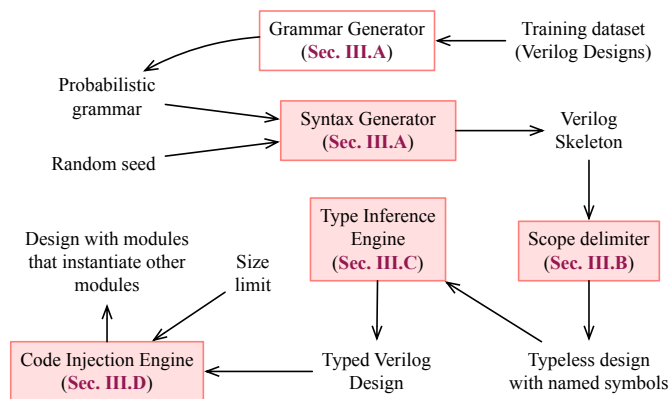 Grammar Generator
(Sec. III.A)
Training dataset
(Verilog Designs)
Probabilistic
grammar
Random seed
Syntax Generator
(Sec. III.A)
Verilog
Skeleton
Scope delimiter
(Sec. III.B)
Typeless design
with named symbols
Type Inference
Engine
(Sec. III.C)
Typed Verilog
Design
Size
limit
Code Injection Engine
(Sec. III.D)
Design with modules
that instantiate other
modules